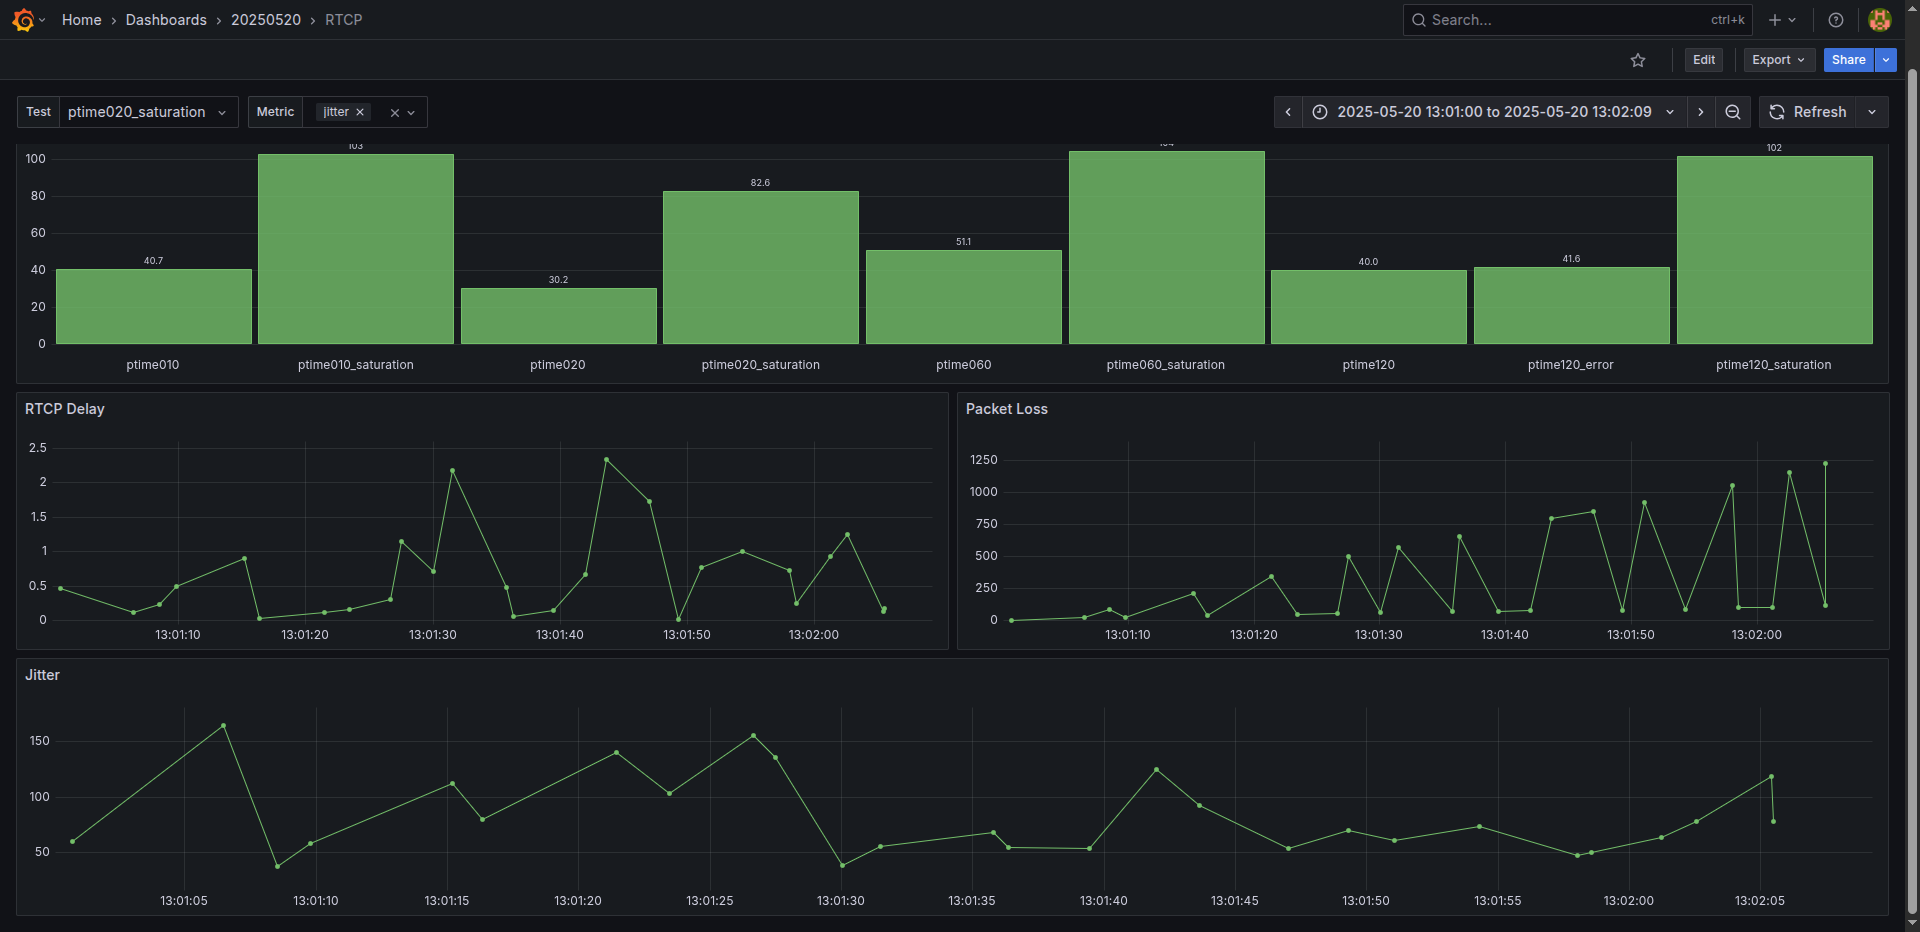 Home › Dashboards › 20250520 › RTCP
Search... ctrl+k
Edit Export Share
Test ptime020_saturation Metric jitter 2025-05-20 13:01:00 to 2025-05-20 13:02:09 Refresh
100
80
60
40
20
0
40.7 103 30.2 82.6 51.1 104 40.0 41.6 102
ptime010 ptime010_saturation ptime020 ptime020_saturation ptime060 ptime060_saturation ptime120 ptime120_error ptime120_saturation
RTCP Delay
2.5
2
1.5
1
0.5
0
13:01:10 13:01:20 13:01:30 13:01:40 13:01:50 13:02:00
Packet Loss
1250
1000
750
500
250
0
13:01:10 13:01:20 13:01:30 13:01:40 13:01:50 13:02:00
Jitter
150
100
50
13:01:05 13:01:10 13:01:15 13:01:20 13:01:25 13:01:30 13:01:35 13:01:40 13:01:45 13:01:50 13:01:55 13:02:00 13:02:05